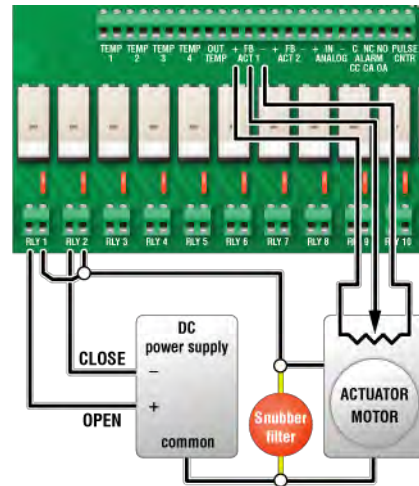 TEMP 1
TEMP 2
TEMP 3
TEMP 4
OUT TEMP
+ FB -
ACT 1
+ FB -
ACT 2
+ IN -
ANALOG
C NC NO
ALARM
CC CA OA
PULSE CNTR
RLY 1
RLY 2
RLY 3
RLY 4
RLY 5
RLY 6
RLY 7
RLY 8
RLY 9
RLY 10
DC
power supply
CLOSE
−
+
OPEN
common
Snubber
filter
ACTUATOR
MOTOR